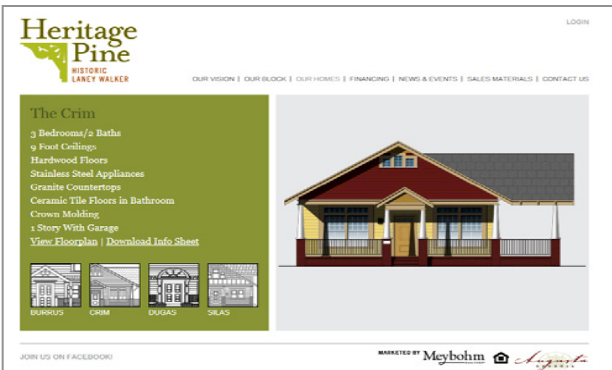 LOGIN
Heritage
Pine
HISTORIC
LANEY WALKER
OUR VISION | OUR BLOCK | OUR HOMES | FINANCING | NEWS & EVENTS | SALES MATERIALS | CONTACT US
The Crim
3 Bedrooms/2 Baths
9 Foot Ceilings
Hardwood Floors
Stainless Steel Appliances
Granite Countertops
Ceramic Tile Floors in Bathroom
Crown Molding
1 Story With Garage
View Floorplan | Download Info Sheet
BURRUS CRIM DUGAS SILAS
JOIN US ON FACEBOOK!
MARKETED BY Meybohm Augusta